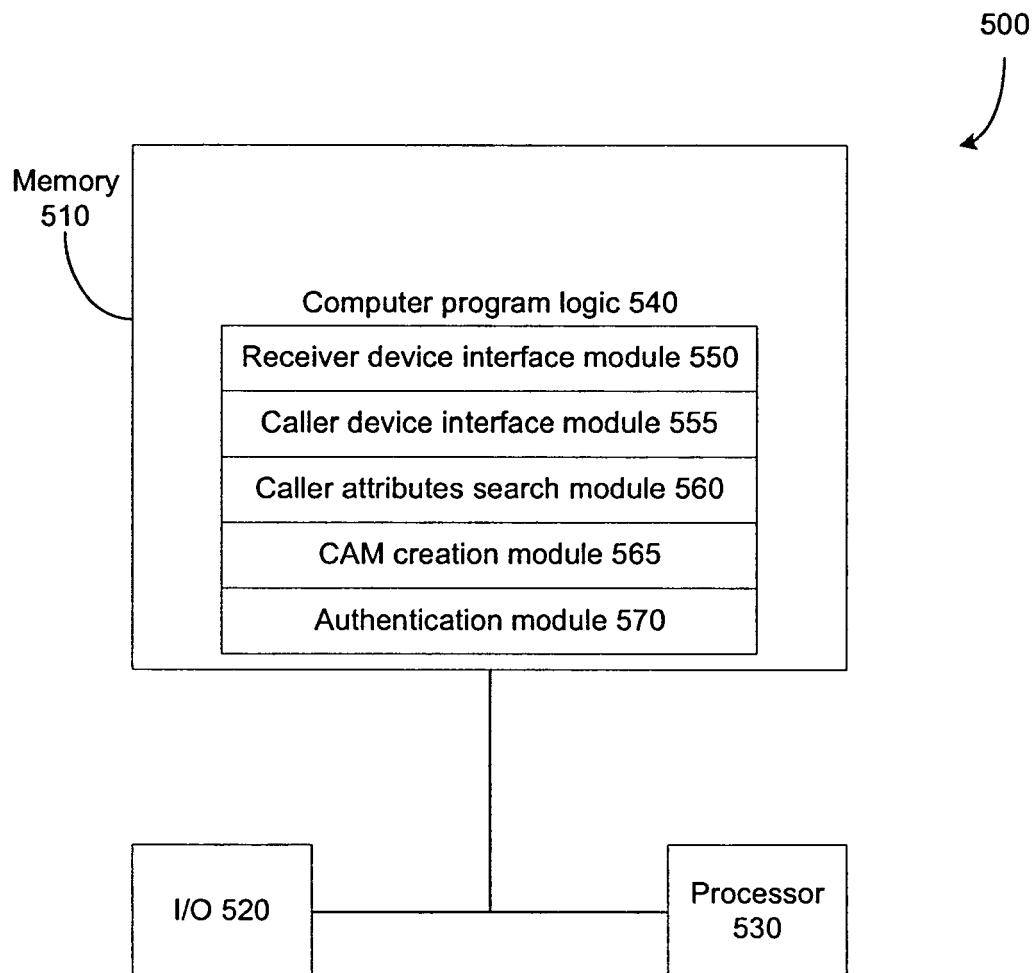 500
Memory
510
Computer program logic 540
Receiver device interface module 550
Caller device interface module 555
Caller attributes search module 560
CAM creation module 565
Authentication module 570
I/O 520
Processor
530